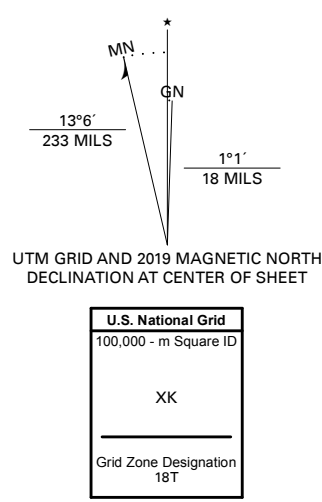 ★
MN
GN
13°6´
233 MILS
1°1´
18 MILS
UTM GRID AND 2019 MAGNETIC NORTH
DECLINATION AT CENTER OF SHEET
U.S. National Grid
100,000 - m Square ID
XK
Grid Zone Designation
18T